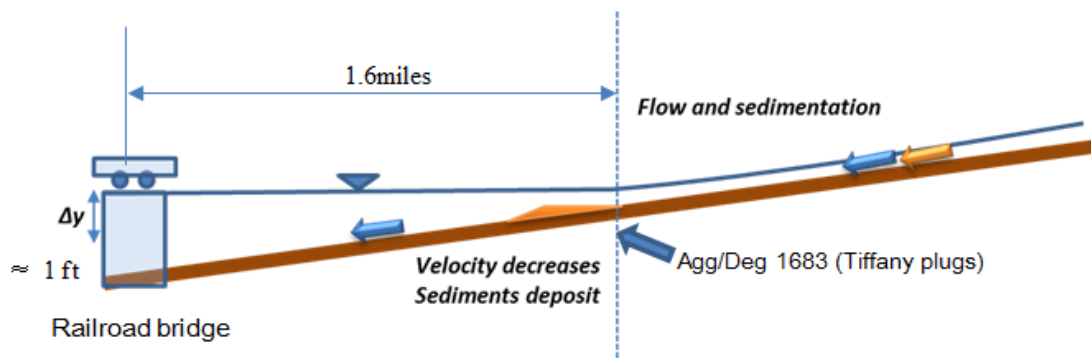 1.6miles
Flow and sedimentation
Δy
≈ 1 ft
Velocity decreases
Sediments deposit
Agg/Deg 1683 (Tiffany plugs)
Railroad bridge